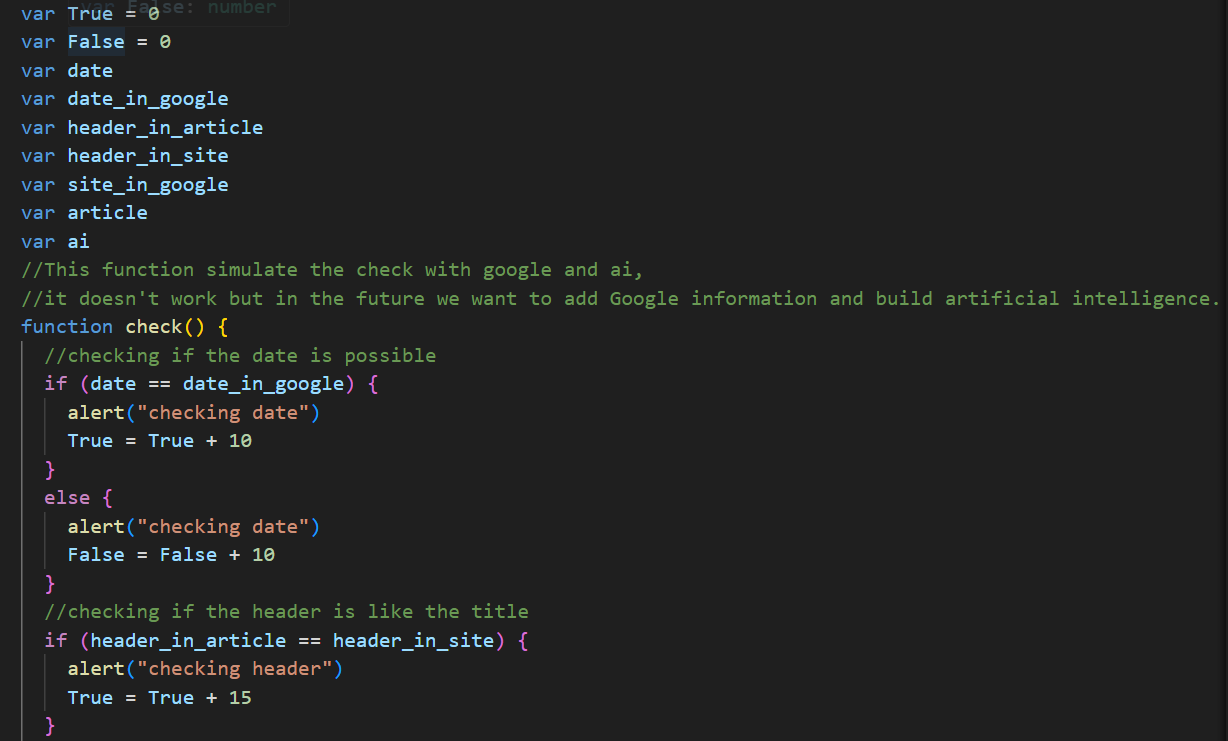 var False: number
var True = 0
var False = 0
var date
var date_in_google
var header_in_article
var header_in_site
var site_in_google
var article
var ai
//This function simulate the check with google and ai,
//it doesn't work but in the future we want to add Google information and build artificial intelligence.
function check() {
  //checking if the date is possible
  if (date == date_in_google) {
    alert("checking date")
    True = True + 10
  }
  else {
    alert("checking date")
    False = False + 10
  }
  //checking if the header is like the title
  if (header_in_article == header_in_site) {
    alert("checking header")
    True = True + 15
  }